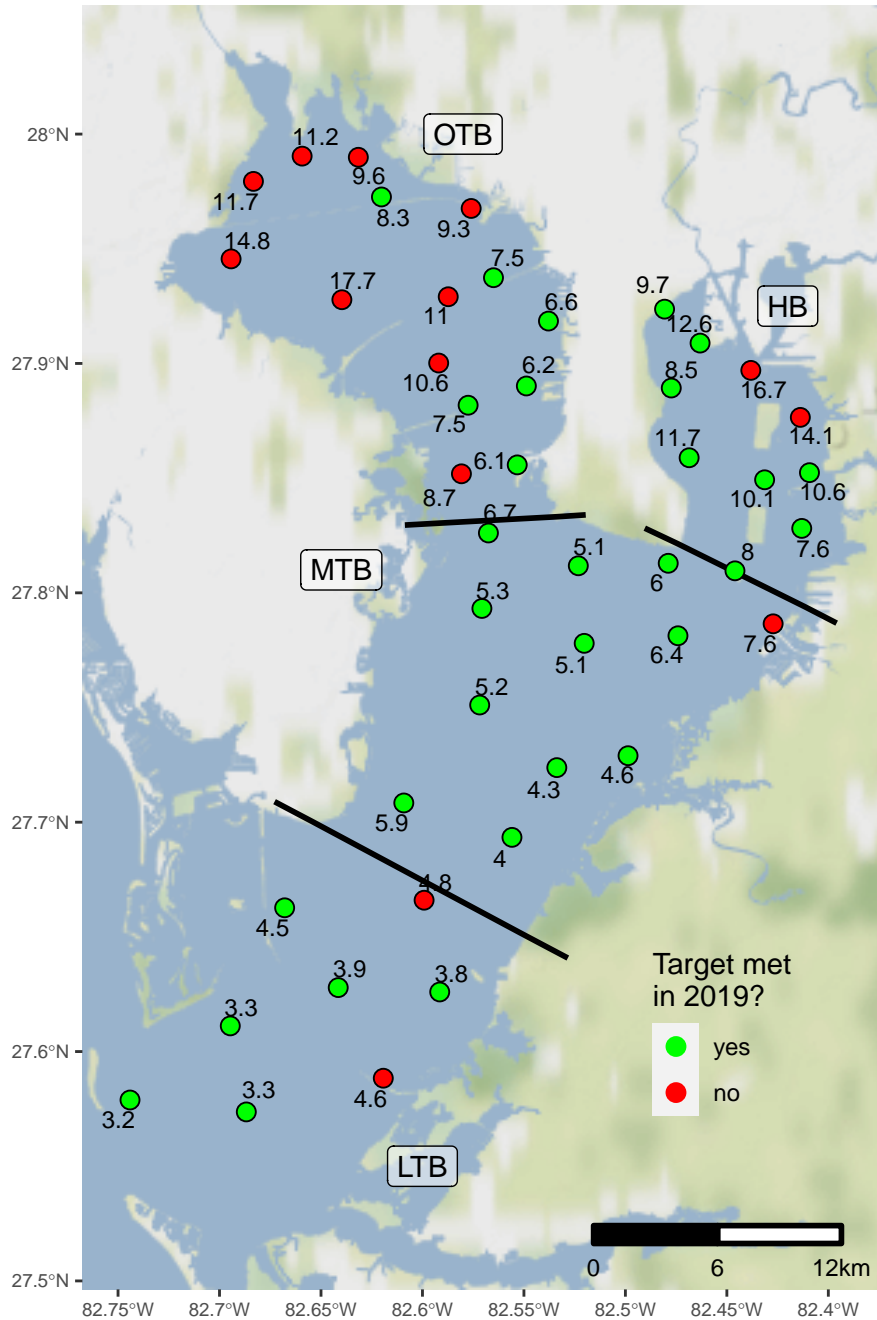 28°N
11.2
OTB
9.6
11.7
8.3
9.3
14.8
7.5
17.7
9.7
HB
11
6.6
12.6
27.9°N
10.6
6.2
8.5
16.7
7.5
11.7
14.1
6.1
8.7
10.1
10.6
6.7
7.6
MTB
5.1
6
8
27.8°N
5.3
5.1
6.4
7.6
5.2
4.3
4.6
27.7°N
5.9
4
4.8
4.5
3.9
3.8
Target met
in 2019?
3.3
27.6°N
yes
3.2
3.3
4.6
no
LTB
0 6 12km
27.5°N
82.75°W 82.7°W 82.65°W 82.6°W 82.55°W 82.5°W 82.45°W 82.4°W